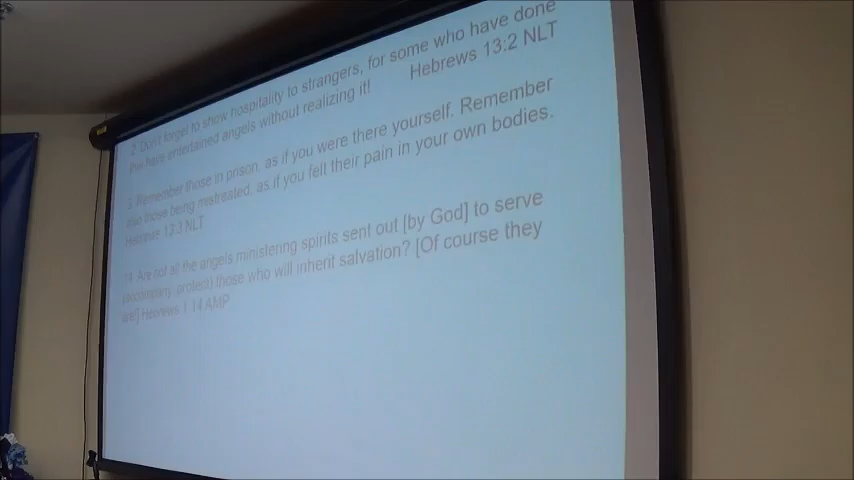 2 Don't forget to show hospitality to strangers, for some who have done
this have entertained angels without realizing it! Hebrews 13:2 NLT
3 Remember those in prison, as if you were there yourself. Remember
also those being mistreated, as if you felt their pain in your own bodies.
Hebrews 13:3 NLT
14 Are not all the angels ministering spirits sent out [by God] to serve
(accompany, protect) those who will inherit salvation? [Of course they
are!] Hebrews 1:14 AMP